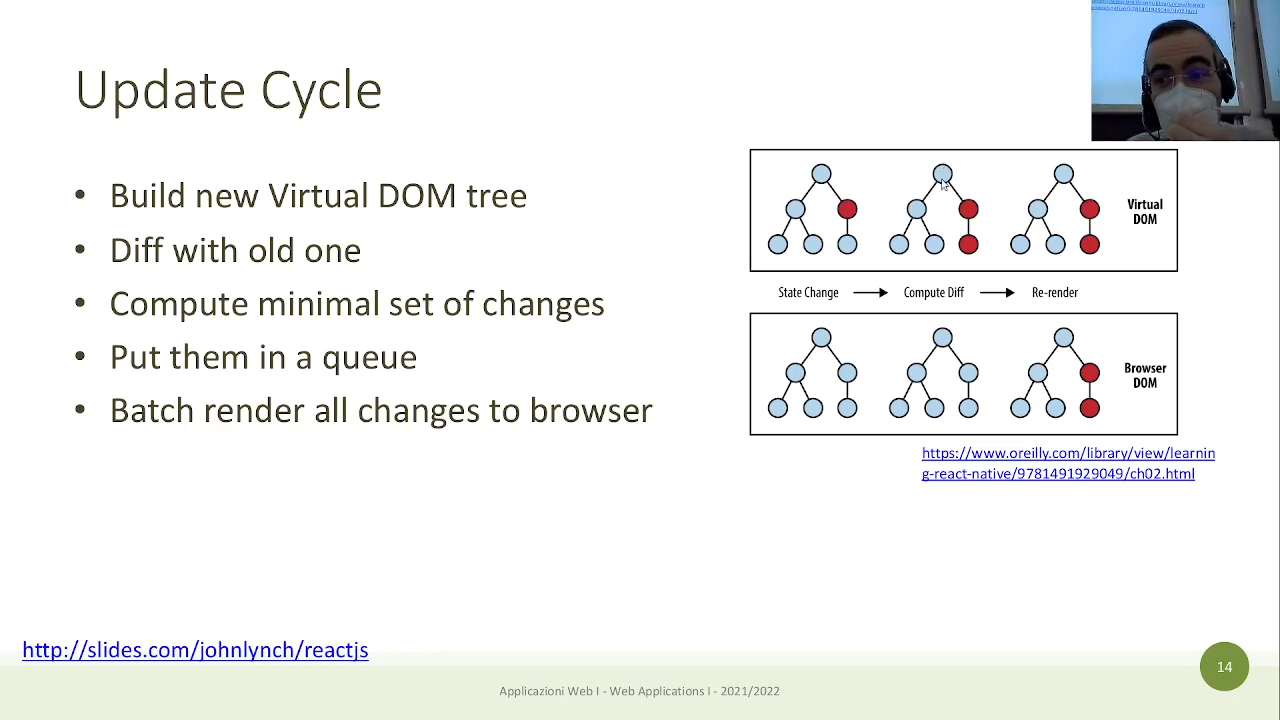 Update Cycle
• Build new Virtual DOM tree
• Diff with old one
• Compute minimal set of changes
• Put them in a queue
• Batch render all changes to browser
Virtual
DOM
State Change
Compute Diff
Re-render
Browser
DOM
https://www.oreilly.com/library/view/learnin
g-react-native/9781491929049/ch02.html
http://slides.com/johnlynch/reactjs
Applicazioni Web I - Web Applications I - 2021/2022
14